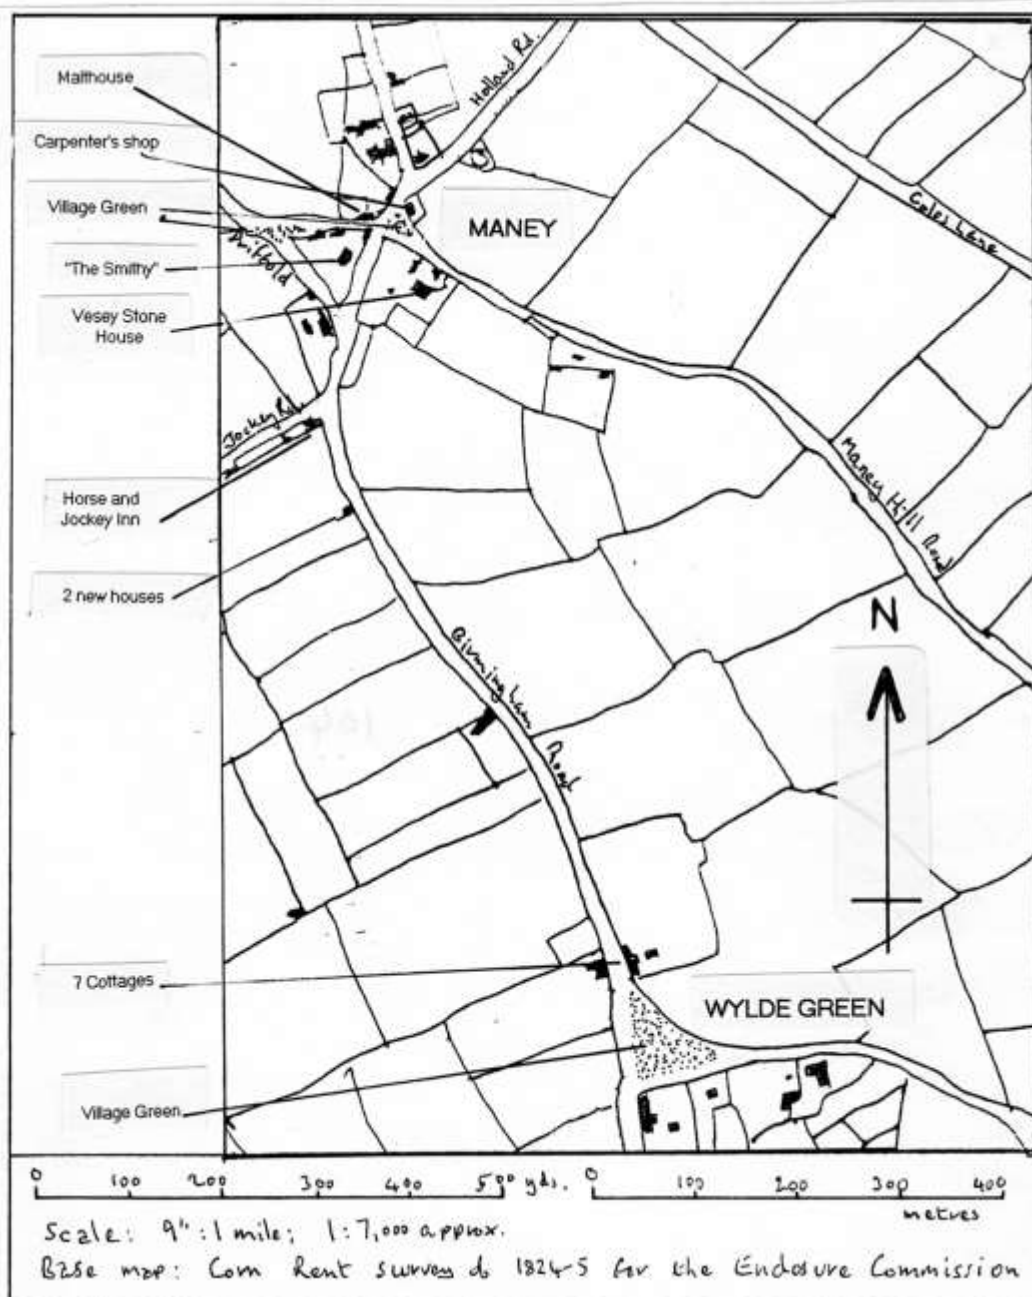 Malthouse
Carpenter's shop
Village Green
"The Smithy"
Vesey Stone
House
Horse and
Jockey Inn
2 new houses
7 Cottages
Village Green
Holland Rd.
MANEY
Coles Lane
Driffold
Jockey Rd.
Maney Hill Road
N
Birmingham Road
WYLDE GREEN
0 100 200 300 400 500 yds. 0 100 200 300 400
metres
Scale: 9" : 1 mile; 1:7,000 approx.
Base map: Corn Rent survey of 1824-5 for the Enclosure Commission